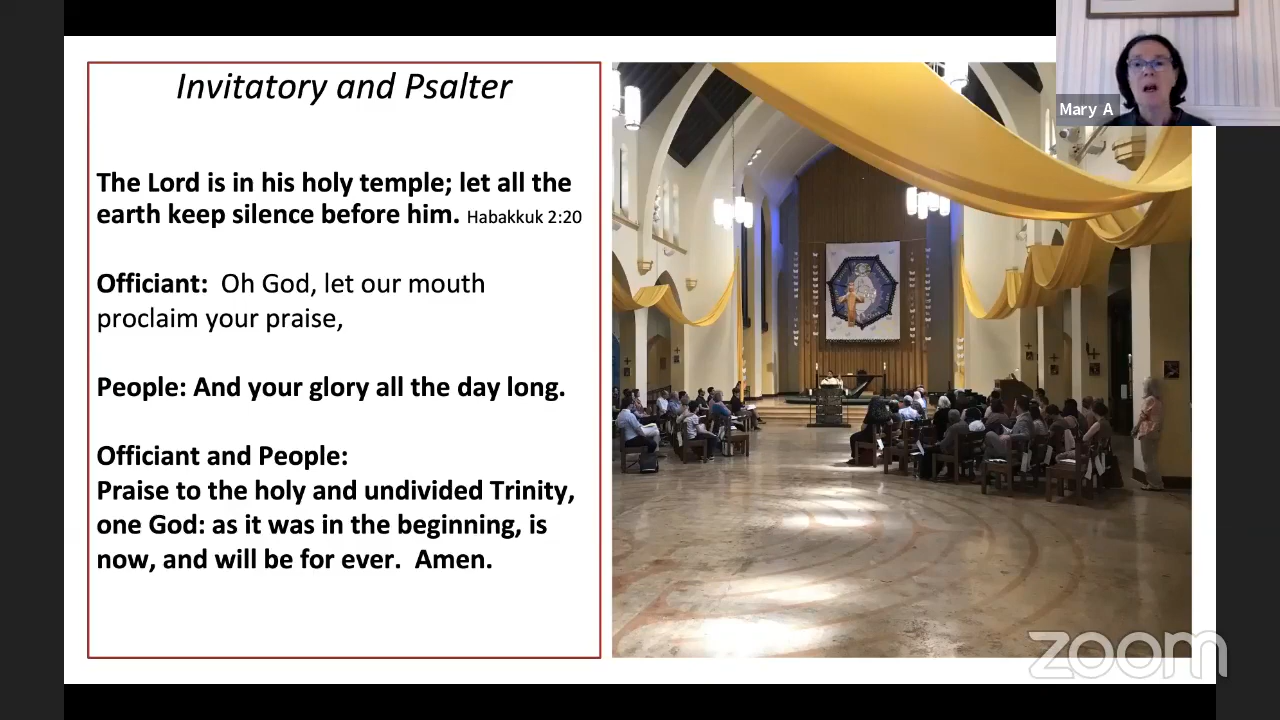 Invitatory and Psalter
The Lord is in his holy temple; let all the
earth keep silence before him. Habakkuk 2:20
Officiant: Oh God, let our mouth
proclaim your praise,
People: And your glory all the day long.
Officiant and People:
Praise to the holy and undivided Trinity,
one God: as it was in the beginning, is
now, and will be for ever. Amen.
Mary A
zoom